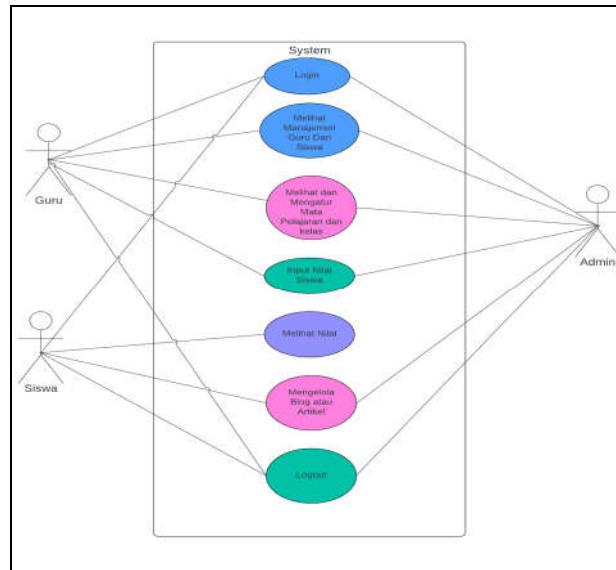 System
Login
Melihat
Manajemen
Guru Dan
Siswa
Guru
Melihat dan
Mengatur
Mata
Pelajaran dan
kelas
Admin
Input Nilai
Siswa
Melihat Nilai
Siswa
Mengelola
Blog atau
Artikel
Logout